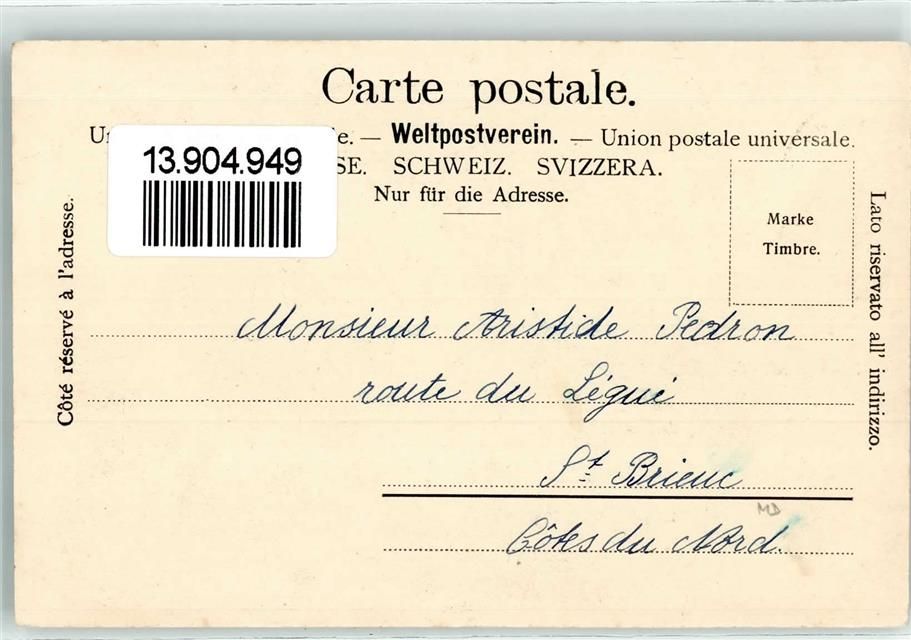 Carte postale.
e. — Weltpostverein. — Union postale universale.
13.904.949
SE. SCHWEIZ. SVIZZERA.
Nur für die Adresse.
Côté réservé à l'adresse.
Marke
Timbre.
Lato riservato all' indirizzo.
Monsieur Aristide Pedron
route du Légué
St Brieuc
MD
Côtes du Nord.